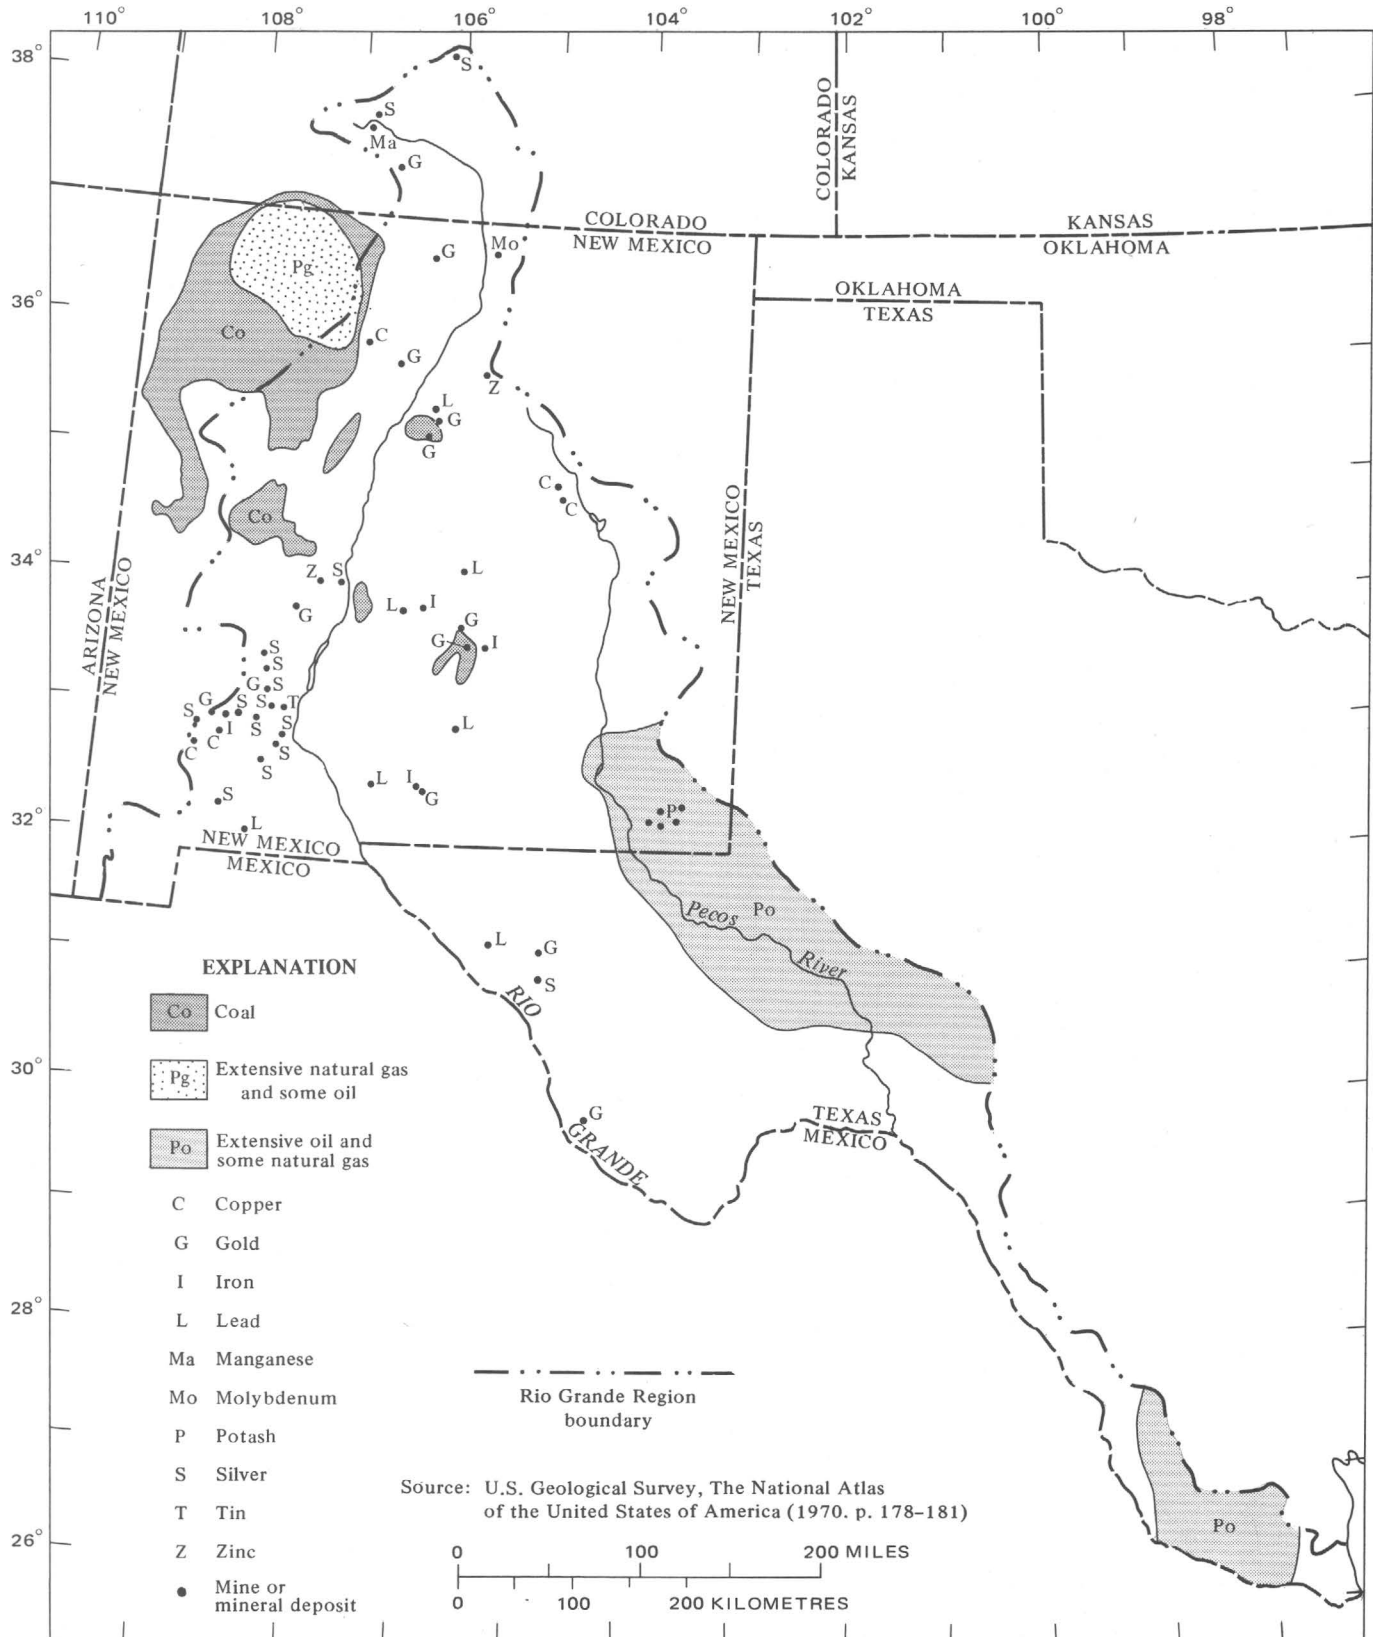 110° 108° 106° 104° 102° 100° 98°
38°
S
S
Ma
G
COLORADO
KANSAS
COLORADO
NEW MEXICO
KANSAS
OKLAHOMA
G
Mo
Pg
OKLAHOMA
TEXAS
36°
Co
C
G
Z
L
G
G
C
C
Co
NEW MEXICO
TEXAS
34°
ARIZONA
NEW MEXICO
Z S
L
G
L I
G
G I
S
S
G S
S G S S T
S S
C C I
S
S
L
S
L
I
G
P
32°
L
NEW MEXICO
MEXICO
Pecos
River
Po
L
G
S
RIO
GRANDE
G
TEXAS
MEXICO
30°
28°
26°
Po
EXPLANATION
Co Coal
Pg Extensive natural gas
and some oil
Po Extensive oil and
some natural gas
C Copper
G Gold
I Iron
L Lead
Ma Manganese
Mo Molybdenum
P Potash
S Silver
T Tin
Z Zinc
Mine or
mineral deposit
Rio Grande Region
boundary
Source: U.S. Geological Survey, The National Atlas
of the United States of America (1970. p. 178–181)
0 100 200 MILES
0 100 200 KILOMETRES